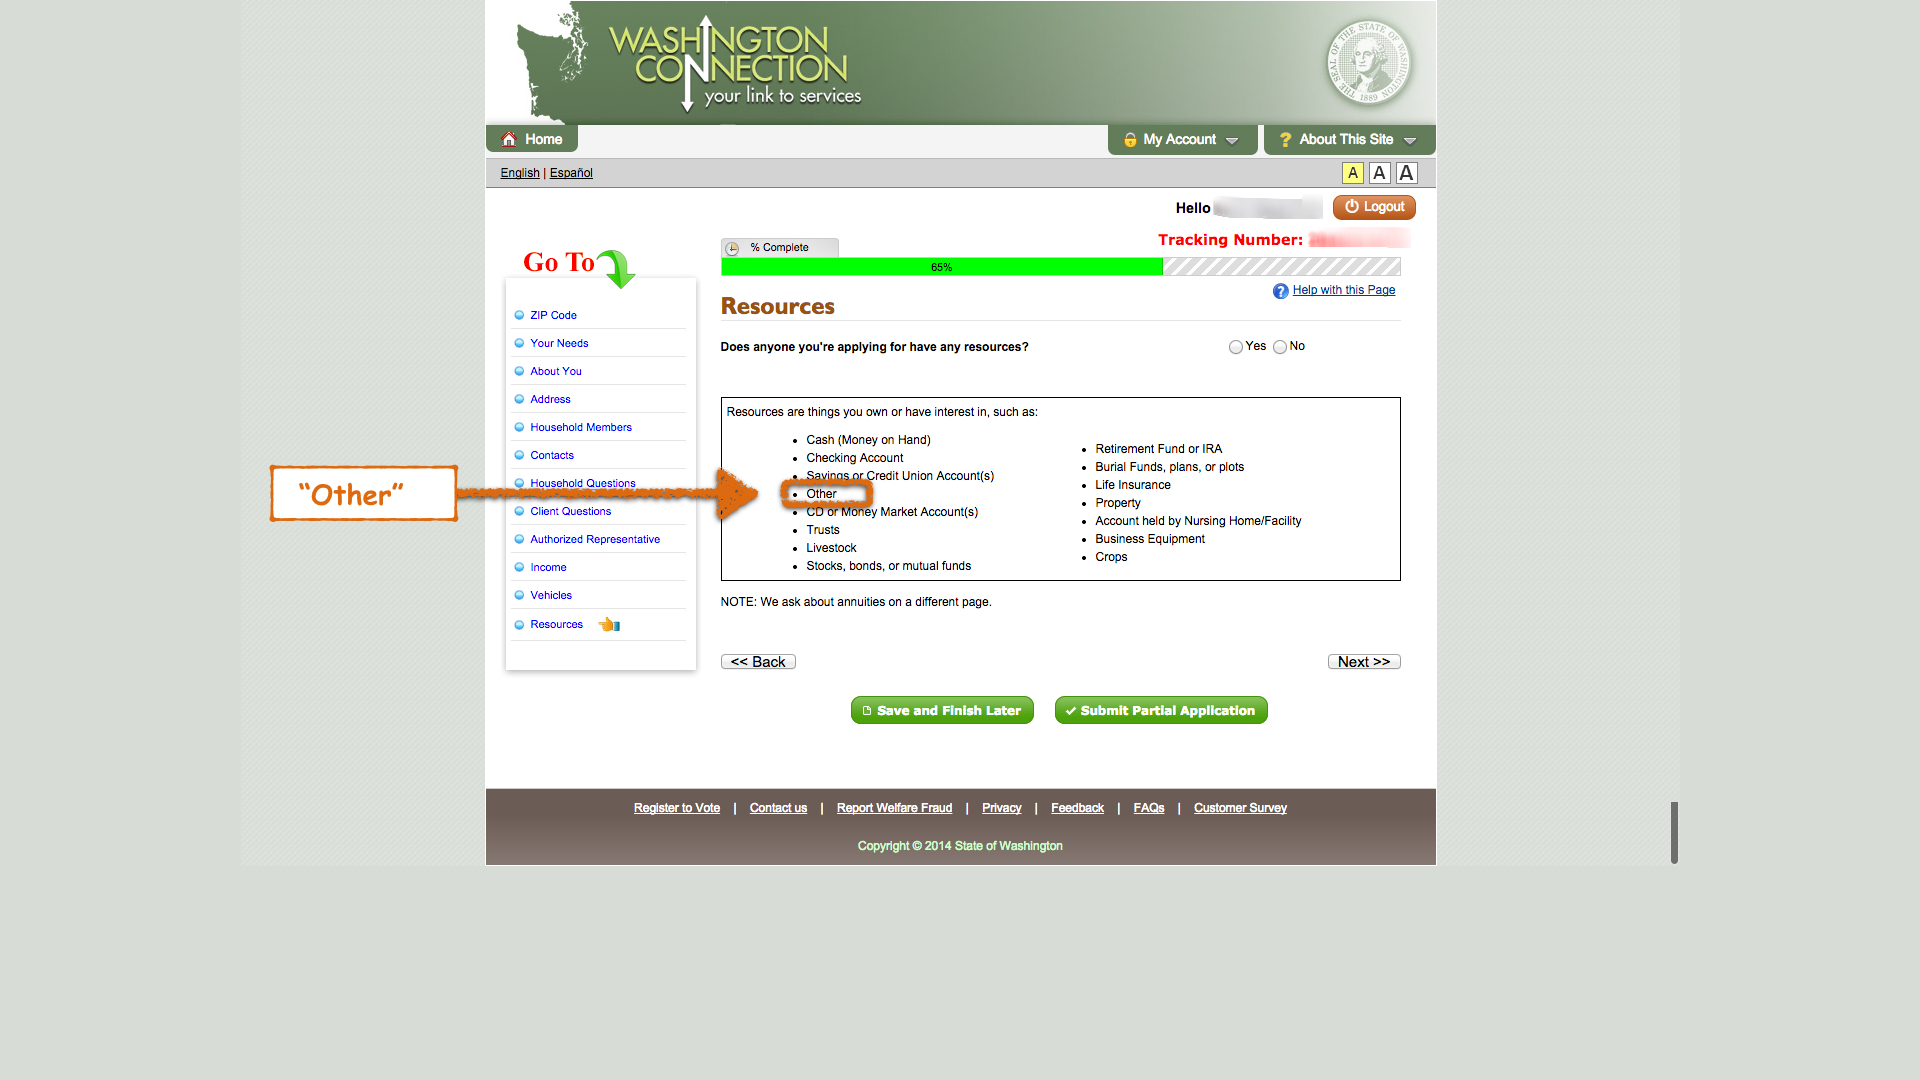 WASHINGTON
CONNECTION
your link to services
THE SEAL OF THE STATE OF WASHINGTON
1889
Home
My Account
About This Site
English | Español
A A A
Hello
Logout
Tracking Number:
% Complete
65%
Help with this Page
Go To
ZIP Code
Your Needs
About You
Address
Household Members
Contacts
Household Questions
Client Questions
Authorized Representative
Income
Vehicles
Resources
Resources
Does anyone you're applying for have any resources?
Yes No
Resources are things you own or have interest in, such as:
Cash (Money on Hand)
Checking Account
Savings or Credit Union Account(s)
Other
CD or Money Market Account(s)
Trusts
Livestock
Stocks, bonds, or mutual funds
Retirement Fund or IRA
Burial Funds, plans, or plots
Life Insurance
Property
Account held by Nursing Home/Facility
Business Equipment
Crops
“Other”
NOTE: We ask about annuities on a different page.
<< Back
Next >>
Save and Finish Later
Submit Partial Application
Register to Vote | Contact us | Report Welfare Fraud | Privacy | Feedback | FAQs | Customer Survey
Copyright © 2014 State of Washington